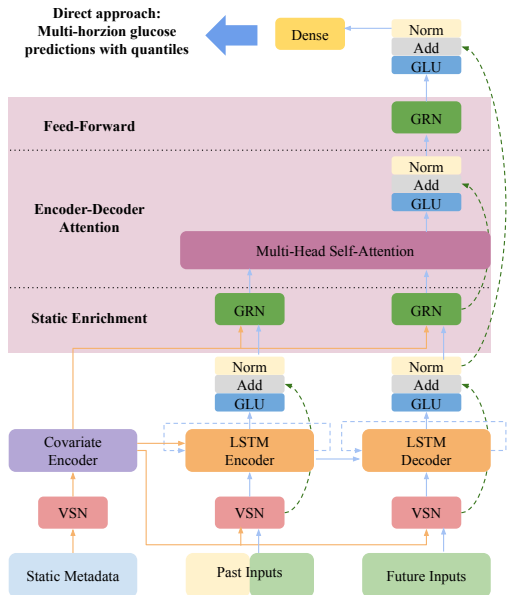 Direct approach:
Multi-horzion glucose
predictions with quantiles
Dense
Norm
Add
GLU
Feed-Forward
GRN
Norm
Add
GLU
Encoder-Decoder
Attention
Multi-Head Self-Attention
Static Enrichment
GRN
GRN
Norm
Add
GLU
Norm
Add
GLU
Covariate
Encoder
LSTM
Encoder
LSTM
Decoder
VSN
VSN
VSN
Static Metadata
Past Inputs
Future Inputs